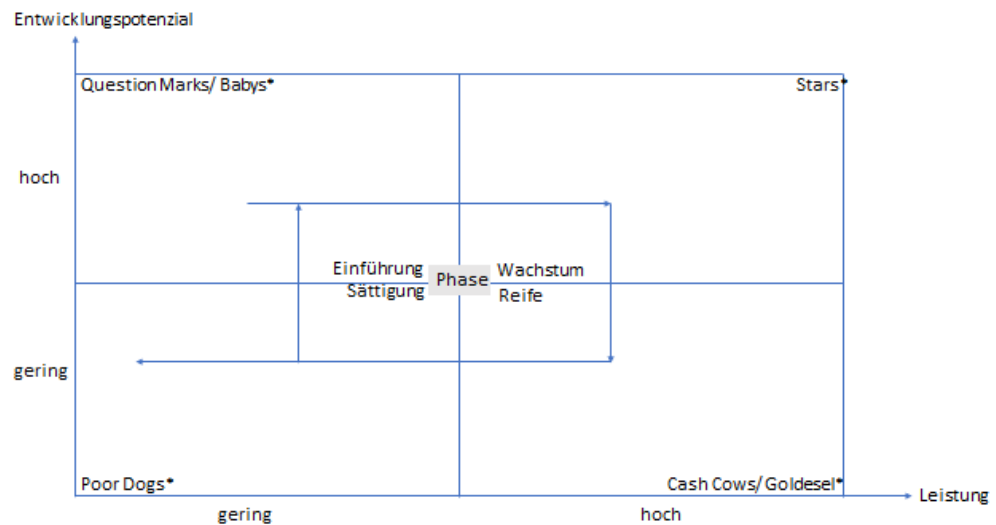 Entwicklungspotenzial
Question Marks/ Babys*
Stars*
hoch
Einführung
Phase
Wachstum
Sättigung
Reife
gering
Poor Dogs*
Cash Cows/ Goldesel*
Leistung
gering
hoch